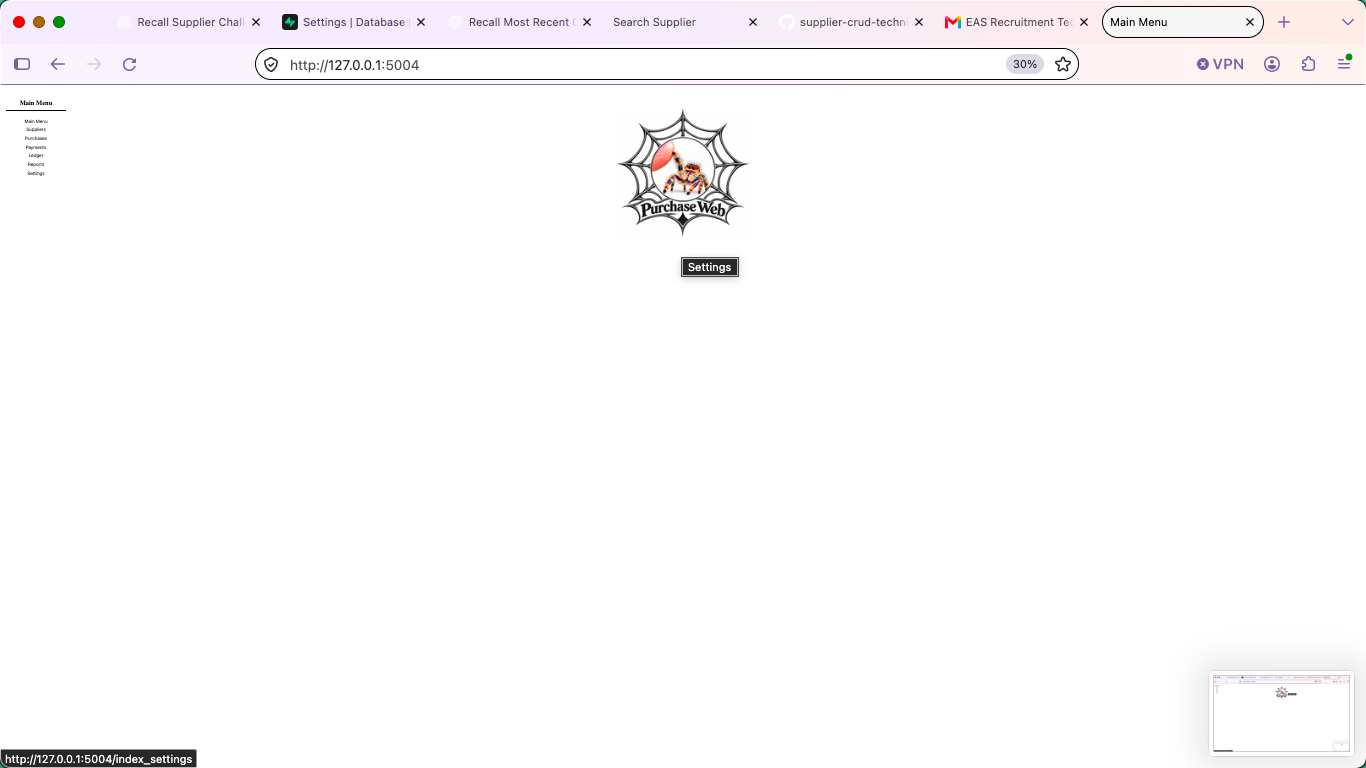 Recall Supplier Chall
Settings | Database
Recall Most Recent
Search Supplier
supplier-crud-techni
EAS Recruitment Tec
Main Menu
http://127.0.0.1:5004
30%
VPN
Main Menu
Main Menu
Suppliers
Purchases
Payments
Ledger
Reports
Settings
Purchase Web
Settings
http://127.0.0.1:5004/index_settings